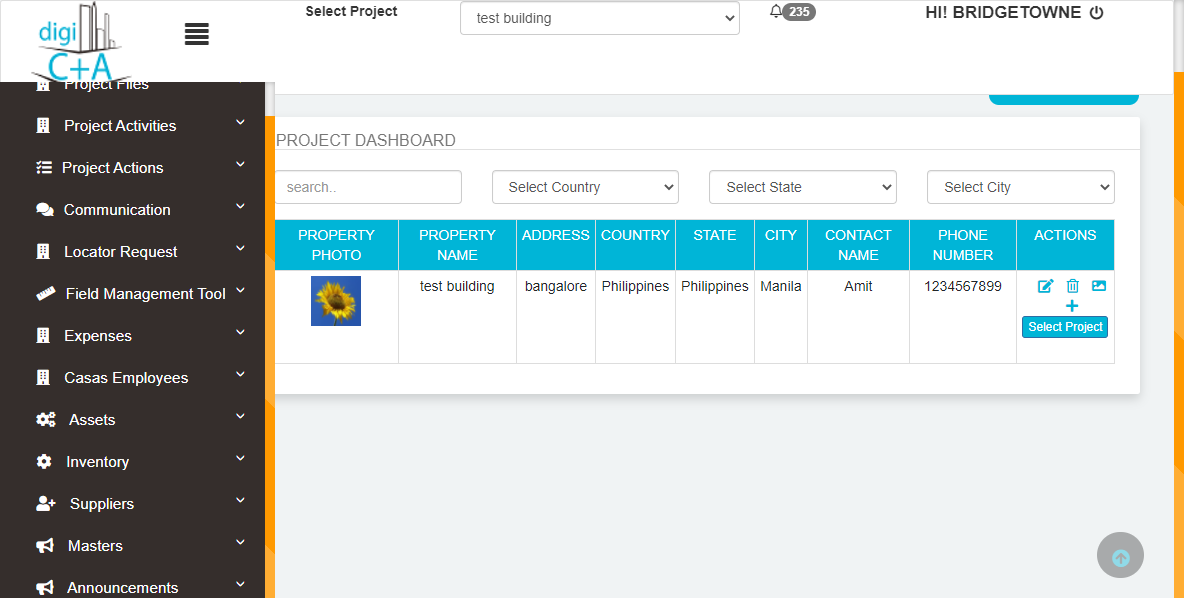 digi
C+A
Select Project
test building
235
HI! BRIDGETOWNE
Project Files
Project Activities
Project Actions
Communication
Locator Request
Field Management Tool
Expenses
Casas Employees
Assets
Inventory
Suppliers
Masters
Announcements
PROJECT DASHBOARD
search..
Select Country
Select State
Select City
PROPERTY PHOTO
PROPERTY NAME
ADDRESS
COUNTRY
STATE
CITY
CONTACT NAME
PHONE NUMBER
ACTIONS
test building
bangalore
Philippines
Philippines
Manila
Amit
1234567899
Select Project